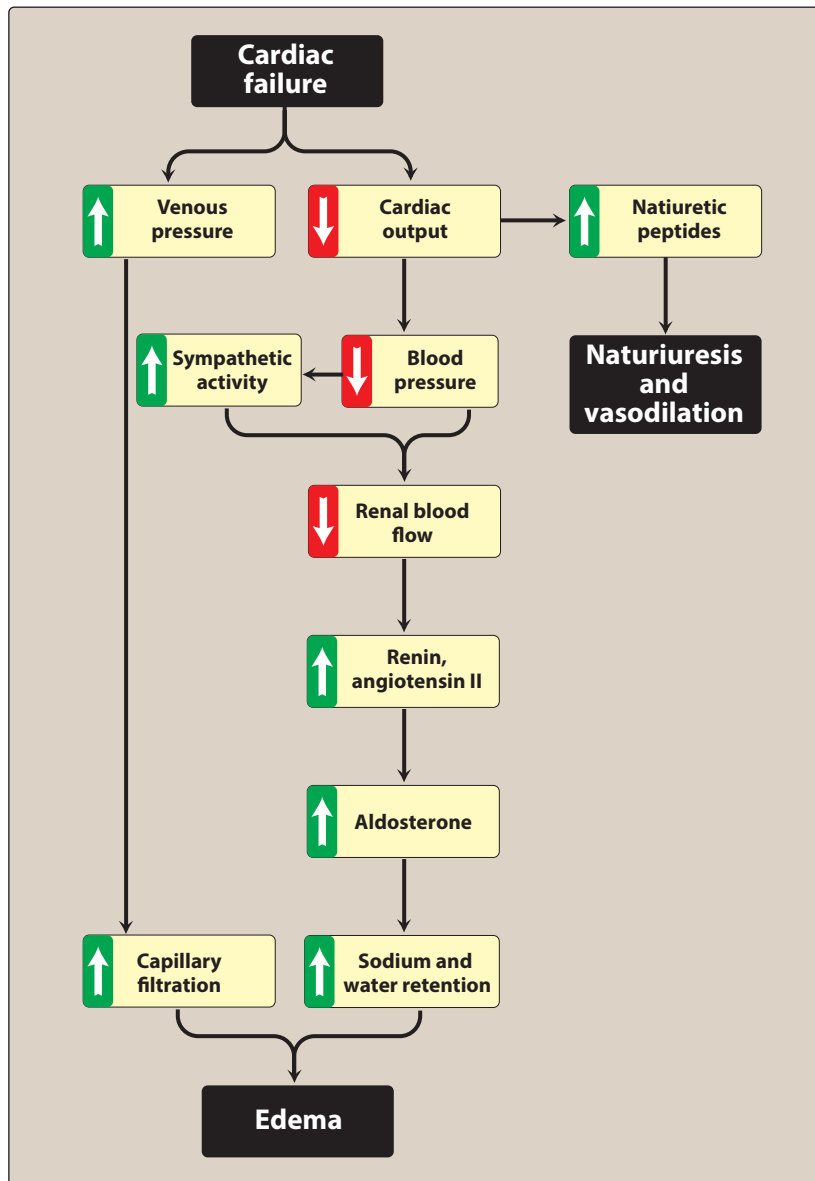 Cardiac
failure
Venous
pressure
Cardiac
output
Natiuretic
peptides
Sympathetic
activity
Blood
pressure
Naturiuresis
and
vasodilation
Renal blood
flow
Renin,
angiotensin II
Aldosterone
Capillary
filtration
Sodium and
water retention
Edema